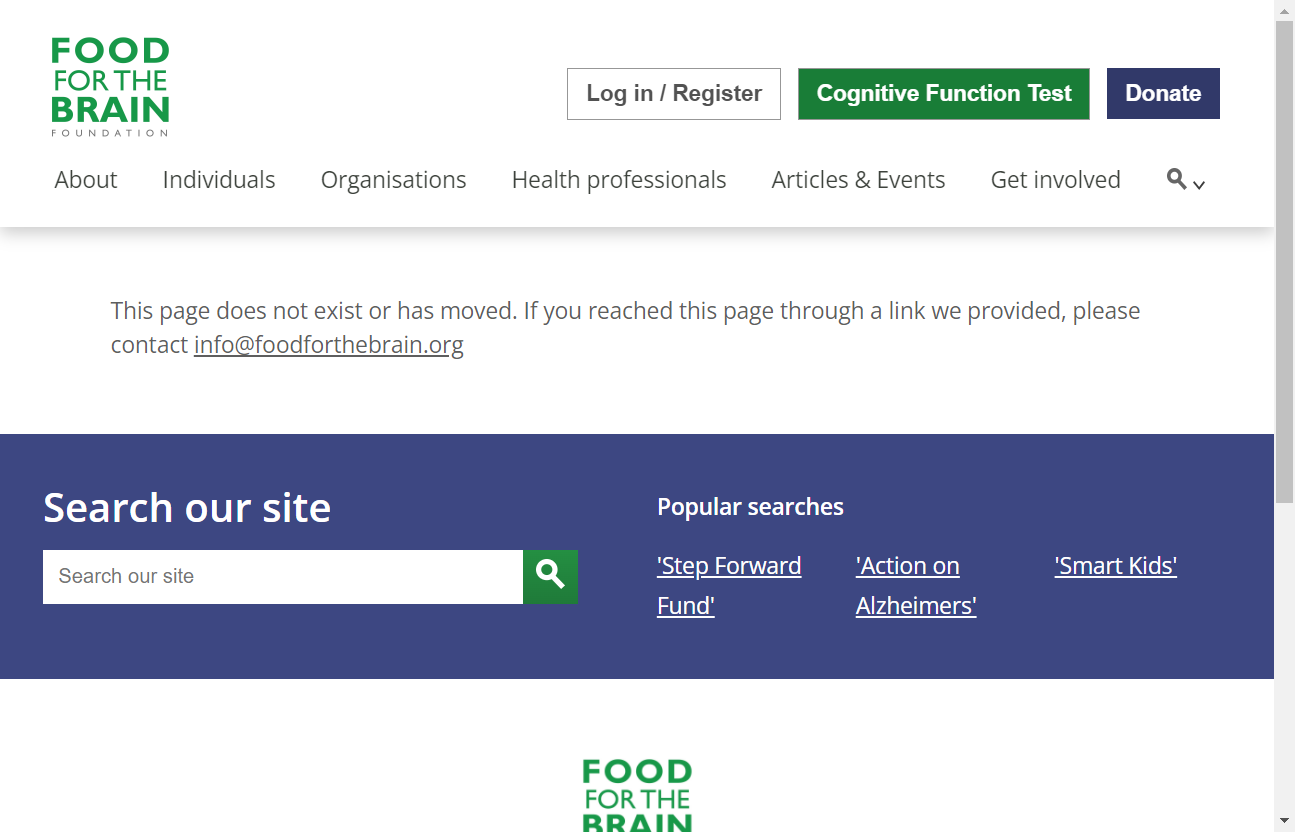 FOOD
FOR THE
BRAIN
FOUNDATION
Log in / Register
Cognitive Function Test
Donate
About
Individuals
Organisations
Health professionals
Articles & Events
Get involved
This page does not exist or has moved. If you reached this page through a link we provided, please
contact info@foodforthebrain.org
Search our site
Search our site
Popular searches
'Step Forward
Fund'
'Action on
Alzheimers'
'Smart Kids'
FOOD
FOR THE
BRAIN